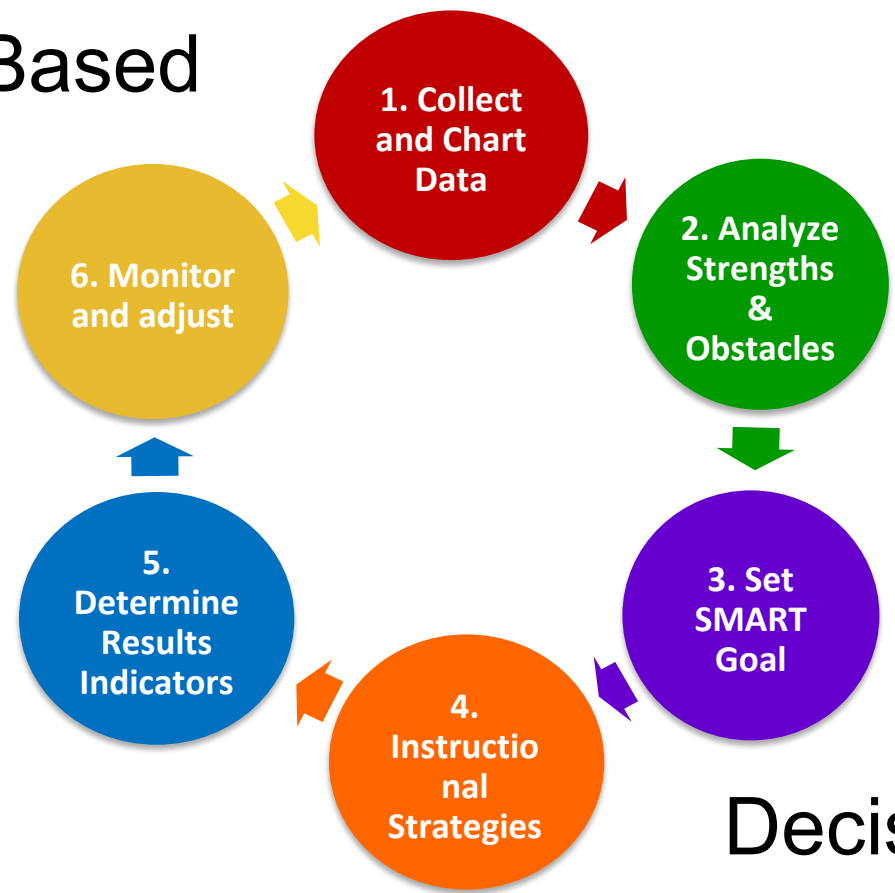 Based
1. Collect
and Chart
Data
2. Analyze
Strengths
&
Obstacles
3. Set
SMART
Goal
4.
Instructio
nal
Strategies
5.
Determine
Results
Indicators
6. Monitor
and adjust
Decis